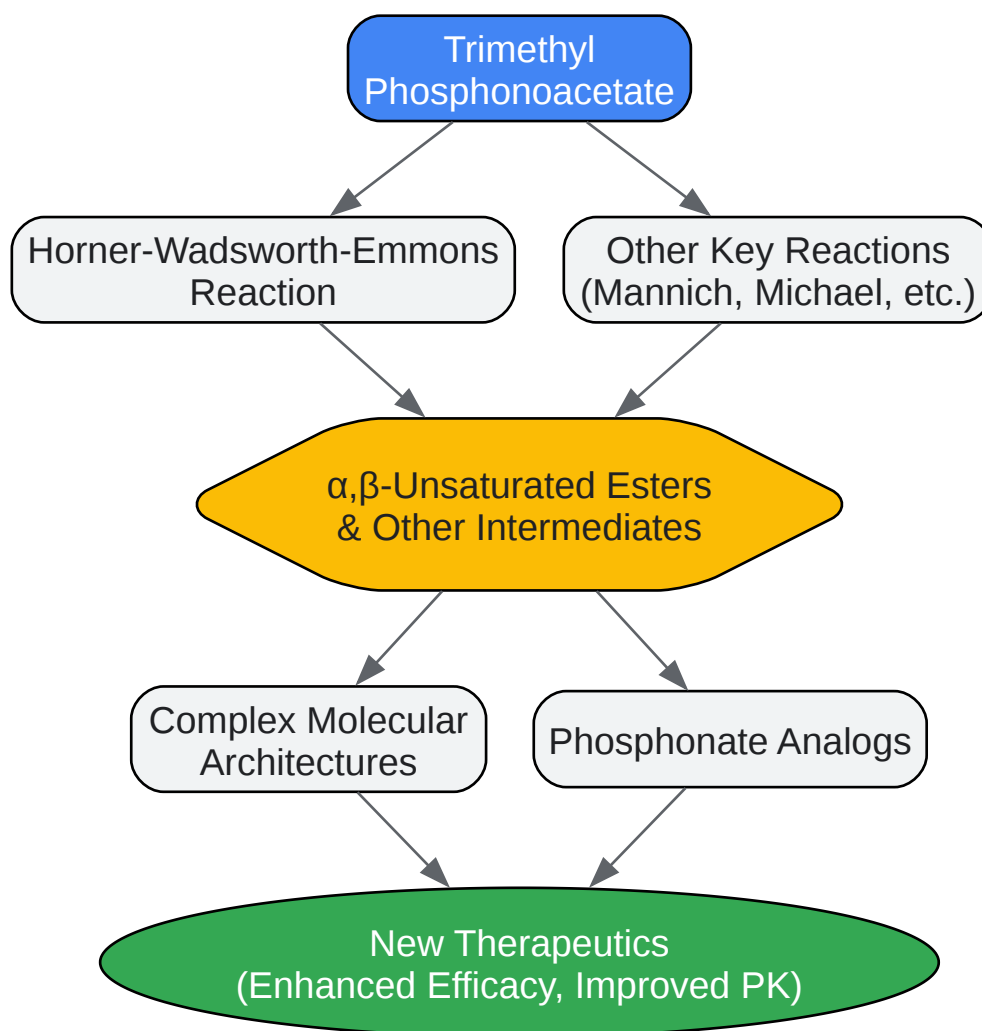 Trimethyl
Phosphonoacetate
Horner-Wadsworth-Emmons
Reaction
Other Key Reactions
(Mannich, Michael, etc.)
α,β-Unsaturated Esters
& Other Intermediates
Complex Molecular
Architectures
Phosphonate Analogs
New Therapeutics
(Enhanced Efficacy, Improved PK)